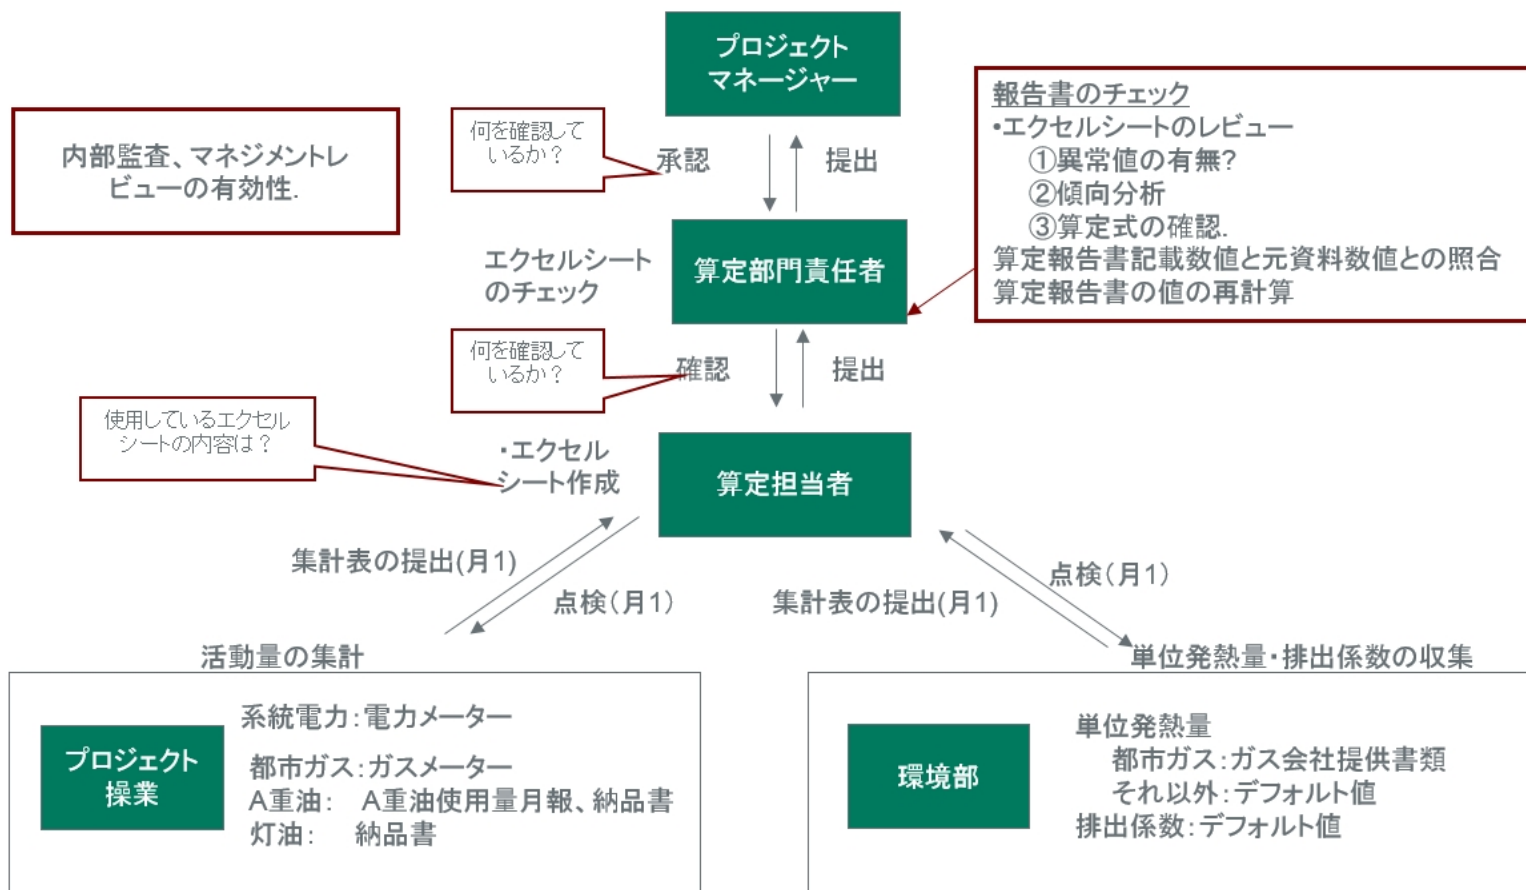 プロジェクト
マネージャー
報告書のチェック
•エクセルシートのレビュー
①異常値の有無?
②傾向分析
③算定式の確認.
算定報告書記載数値と元資料数値との照合
算定報告書の値の再計算
内部監査、マネジメントレ
ビューの有効性.
何を確認して
いるか？
承認
提出
エクセルシート
のチェック
算定部門責任者
何を確認して
いるか？
確認
提出
使用しているエクセル
シートの内容は？
・エクセル
シート作成
算定担当者
集計表の提出(月1)
点検（月1）
集計表の提出(月1)
点検（月1）
活動量の集計
プロジェクト
操業
系統電力：電力メーター
都市ガス：ガスメーター
A重油： A重油使用量月報、納品書
灯油： 納品書
単位発熱量・排出係数の収集
環境部
単位発熱量
都市ガス：ガス会社提供書類
それ以外：デフォルト値
排出係数：デフォルト値